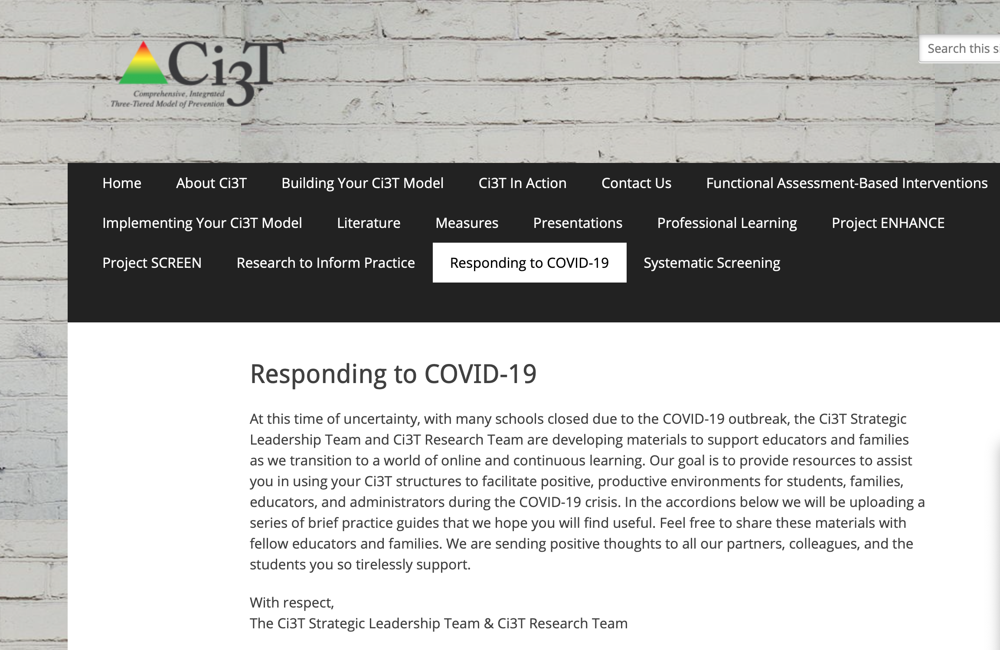 Ci3T
Comprehensive, Integrated
Three-Tiered Model of Prevention
Search this
Home About Ci3T Building Your Ci3T Model Ci3T In Action Contact Us Functional Assessment-Based Interventions
Implementing Your Ci3T Model Literature Measures Presentations Professional Learning Project ENHANCE
Project SCREEN Research to Inform Practice Responding to COVID-19 Systematic Screening
Responding to COVID-19
At this time of uncertainty, with many schools closed due to the COVID-19 outbreak, the Ci3T Strategic
Leadership Team and Ci3T Research Team are developing materials to support educators and families
as we transition to a world of online and continuous learning. Our goal is to provide resources to assist
you in using your Ci3T structures to facilitate positive, productive environments for students, families,
educators, and administrators during the COVID-19 crisis. In the accordions below we will be uploading a
series of brief practice guides that we hope you will find useful. Feel free to share these materials with
fellow educators and families. We are sending positive thoughts to all our partners, colleagues, and the
students you so tirelessly support.
With respect,
The Ci3T Strategic Leadership Team & Ci3T Research Team